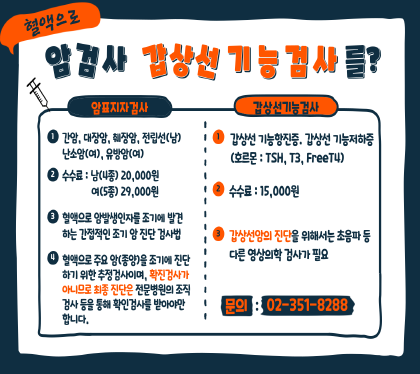 혈액으로
암검사 갑상선 기능검사를?
암표지자검사
1 간암, 대장암, 췌장암, 전립선(남)
난소암(여), 유방암(여)
2 수수료 : 남(4종) 20,000원
여(5종) 29,000원
3 혈액으로 암발생인자를 조기에 발견
하는 간접적인 조기 암 진단 검사법
4 혈액으로 주요 암(종양)을 조기에 진단
하기 위한 추정검사이며, 확진검사가
아니므로 최종 진단은 전문병원의 조직
검사 등을 통해 확인검사를 받아야만
합니다.
갑상선기능검사
1 갑상선 기능항진증. 갑상선 기능저하증
(호르몬 : TSH, T3, FreeT4)
2 수수료 : 15,000원
3 갑상선암의 진단을 위해서는 초음파 등
다른 영상의학 검사가 필요
문의 : 02-351-8288